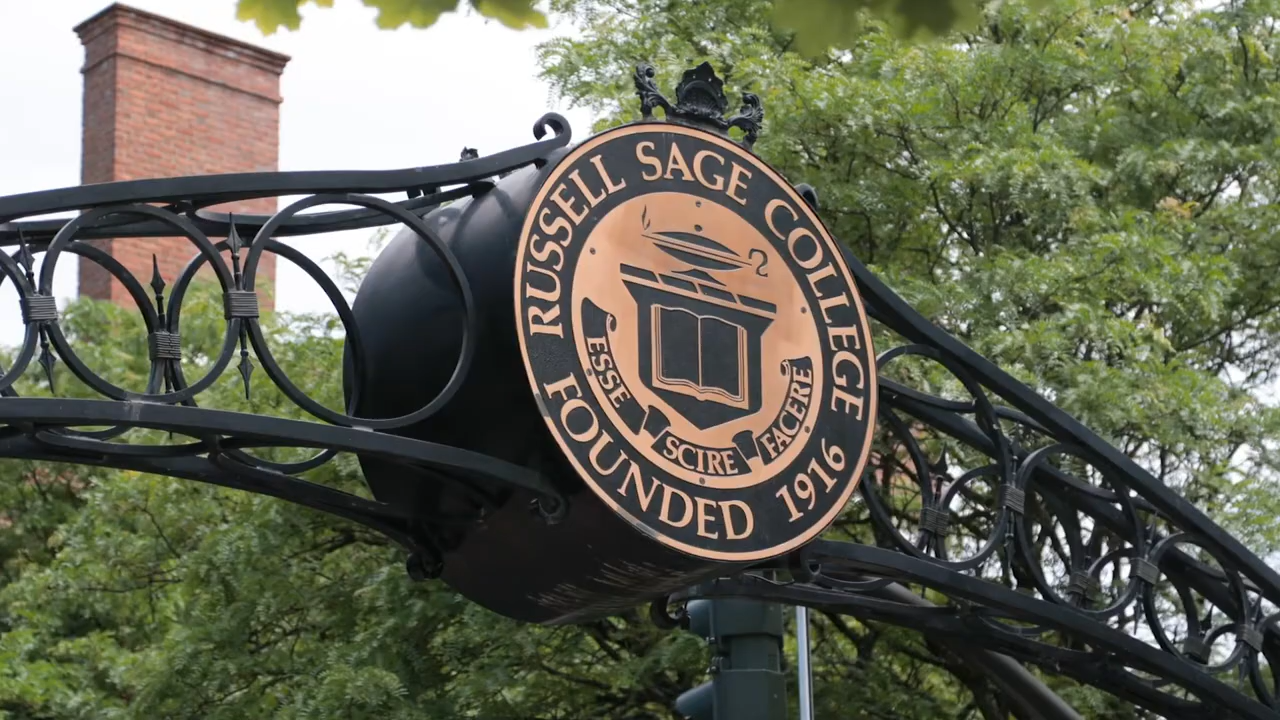 RUSSELL SAGE COLLEGE
ESSE
SCIRE
FACERE
FOUNDED 1916